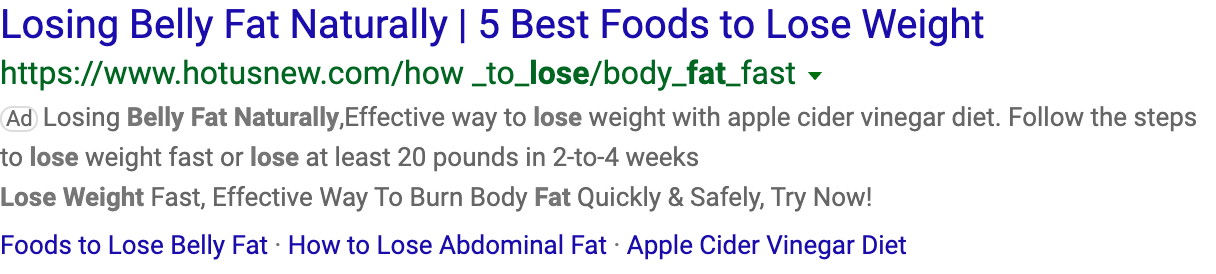 Losing Belly Fat Naturally | 5 Best Foods to Lose Weight
https://www.hotusnew.com/how _to_lose/body_fat_fast
Ad Losing Belly Fat Naturally,Effective way to lose weight with apple cider vinegar diet. Follow the steps
to lose weight fast or lose at least 20 pounds in 2-to-4 weeks
Lose Weight Fast, Effective Way To Burn Body Fat Quickly & Safely, Try Now!
Foods to Lose Belly Fat · How to Lose Abdominal Fat · Apple Cider Vinegar Diet